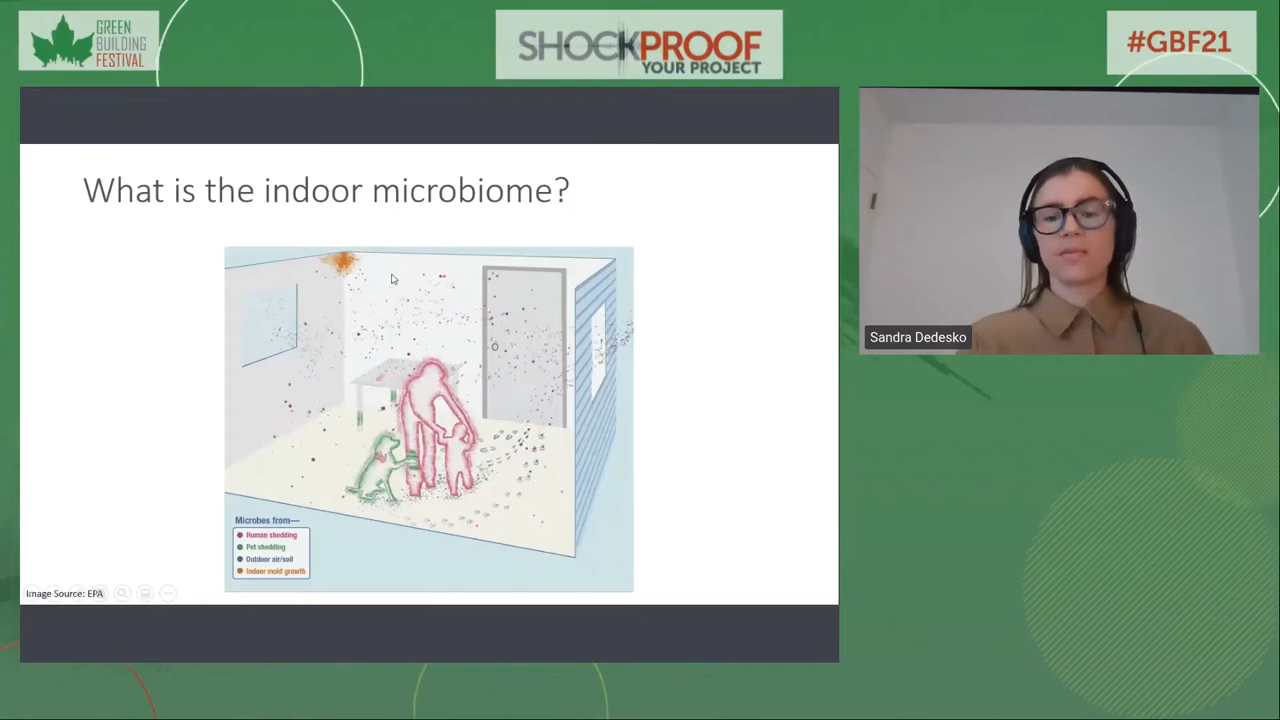 GREEN
BUILDING
FESTIVAL
SHOCKPROOF
YOUR PROJECT
#GBF21
What is the indoor microbiome?
Microbes from—
Human shedding
Pet shedding
Outdoor air/soil
Indoor mold growth
Image Source: EPA
Sandra Dedesko